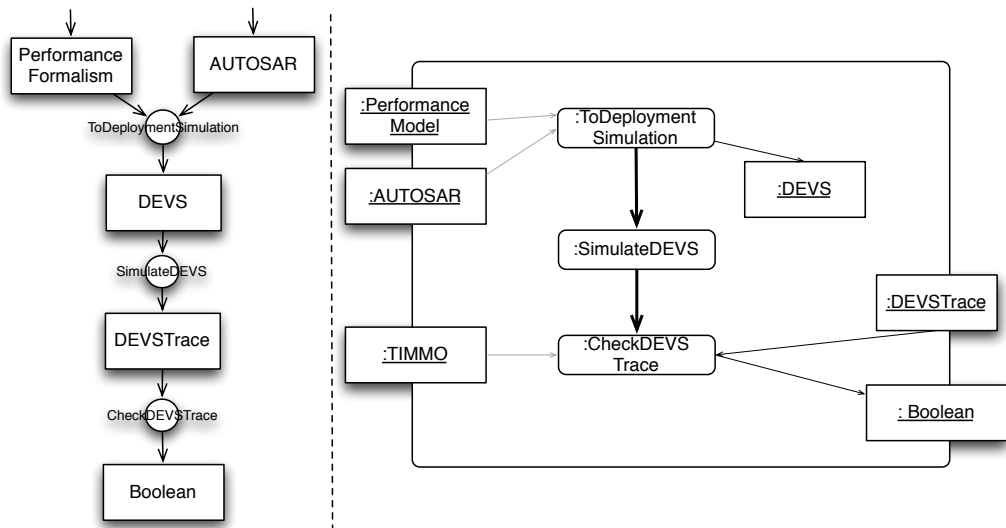 Performance
Formalism
AUTOSAR
ToDeploymentSimulation
DEVS
SimulateDEVS
DEVSTrace
CheckDEVSTrace
Boolean
:Performance
Model
:ToDeployment
Simulation
:AUTOSAR
:DEVS
:SimulateDEVS
:DEVSTrace
:TIMMO
:CheckDEVS
Trace
: Boolean